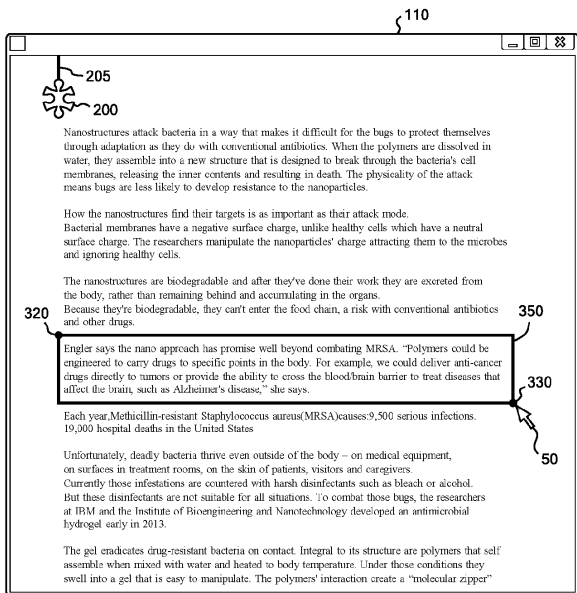 110
205
200
Nanostructures attack bacteria in a way that makes it difficult for the bugs to protect themselves
through adaptation as they do with conventional antibiotics. When the polymers are dissolved in
water, they assemble into a new structure that is designed to break through the bacteria's cell
membranes, releasing the inner contents and resulting in death. The physicality of the attack
means bugs are less likely to develop resistance to the nanoparticles.
How the nanostructures find their targets is as important as their attack mode.
Bacterial membranes have a negative surface charge, unlike healthy cells which have a neutral
surface charge. The researchers manipulate the nanoparticles' charge attracting them to the microbes
and ignoring healthy cells.
The nanostructures are biodegradable and after they've done their work they are excreted from
the body, rather than remaining behind and accumulating in the organs.
Because they're biodegradable, they can't enter the food chain, a risk with conventional antibiotics
and other drugs.
320
350
Engler says the nano approach has promise well beyond combating MRSA. “Polymers could be
engineered to carry drugs to specific points in the body. For example, we could deliver anti-cancer
drugs directly to tumors or provide the ability to cross the blood/brain barrier to treat diseases that
affect the brain, such as Alzheimer's disease,” she says.
330
50
Each year,Methicillin-resistant Staphylococcus aureus(MRSA)causes:9,500 serious infections.
19,000 hospital deaths in the United States
Unfortunately, deadly bacteria thrive even outside of the body – on medical equipment,
on surfaces in treatment rooms, on the skin of patients, visitors and caregivers.
Currently those infestations are countered with harsh disinfectants such as bleach or alcohol.
But these disinfectants are not suitable for all situations. To combat those bugs, the researchers
at IBM and the Institute of Bioengineering and Nanotechnology developed an antimicrobial
hydrogel early in 2013.
The gel eradicates drug-resistant bacteria on contact. Integral to its structure are polymers that self
assemble when mixed with water and heated to body temperature. Under those conditions they
swell into a gel that is easy to manipulate. The polymers' interaction create a “molecular zipper”